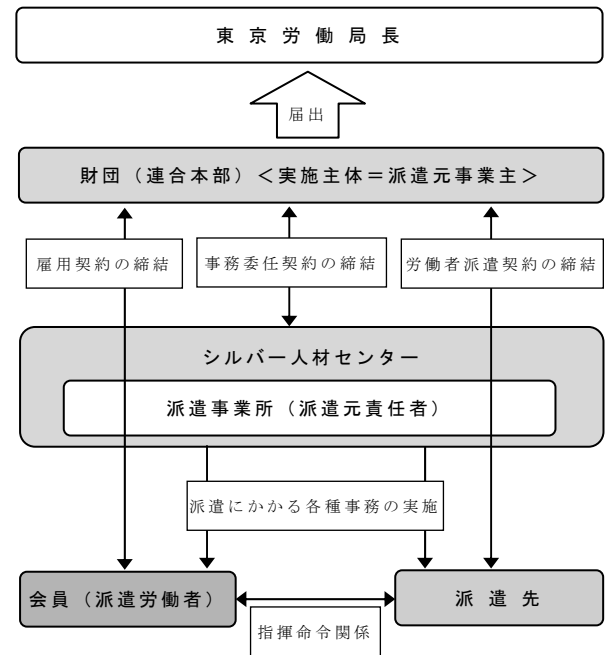 東京労働局長
届出
財団（連合本部）＜実施主体＝派遣元事業主＞
雇用契約の締結
事務委任契約の締結
労働者派遣契約の締結
シルバー人材センター
派遣事業所（派遣元責任者）
派遣にかかる各種事務の実施
会員（派遣労働者）
派遣先
指揮命令関係